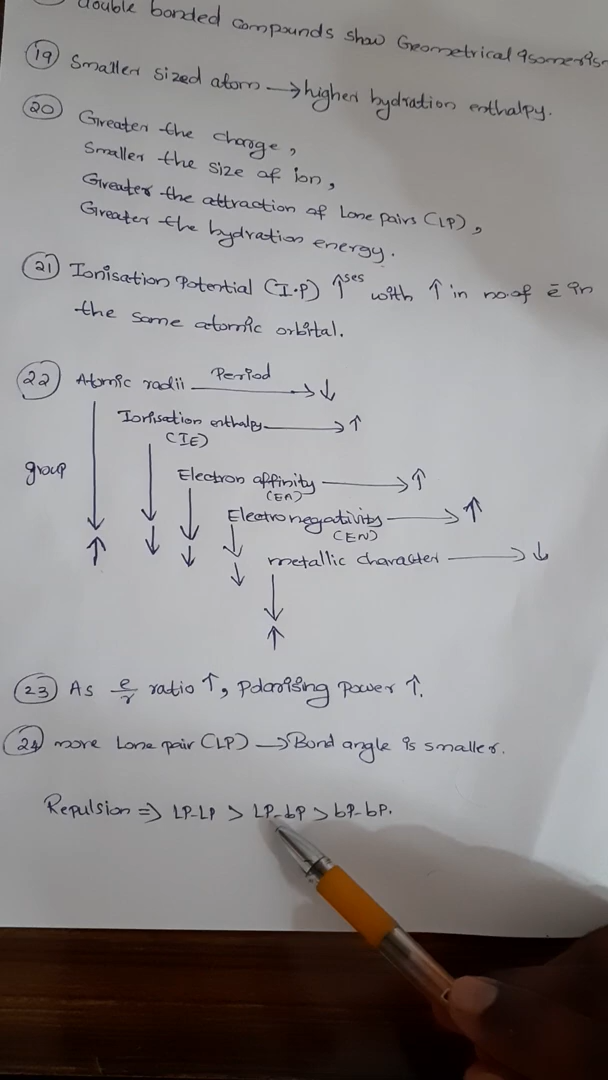 double bonded compounds show Geometrical isomeris
(19) Smaller sized atom → higher hydration enthalpy.
(20) Greater the charge,
Smaller the size of ion,
Greater the attraction of Lone pairs (LP),
Greater the hydration energy.
(21) Ionisation Potential (I.P) ↑ses with ↑ in no of ē in
the same atomic orbital.
(22) Atomic radii Period → ↓
Ionisation enthalpy → ↑
(IE)
group
Electron affinity → ↑
(EA)
Electronegativity → ↑
(EN)
metallic character → ↓
↑ ↓ ↓ ↓ ↑
(23) As e/r ratio ↑, Polarising Power ↑.
(24) more Lone pair (LP) → Bond angle is smaller.
Repulsion ⇒ LP-LP > LP-bP > bP-bP.